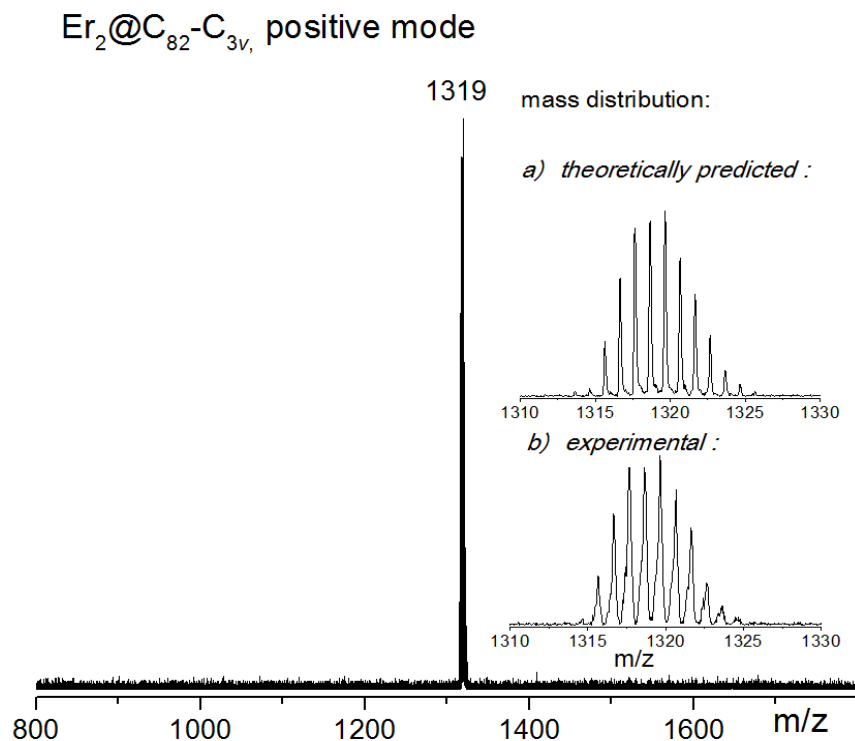 Er₂@C₈₂-C₃ᵥ, positive mode
1319
mass distribution:
a) theoretically predicted :
1310 1315 1320 1325 1330
b) experimental :
1310 1315 1320 1325 1330
m/z
800 1000 1200 1400 1600 m/z